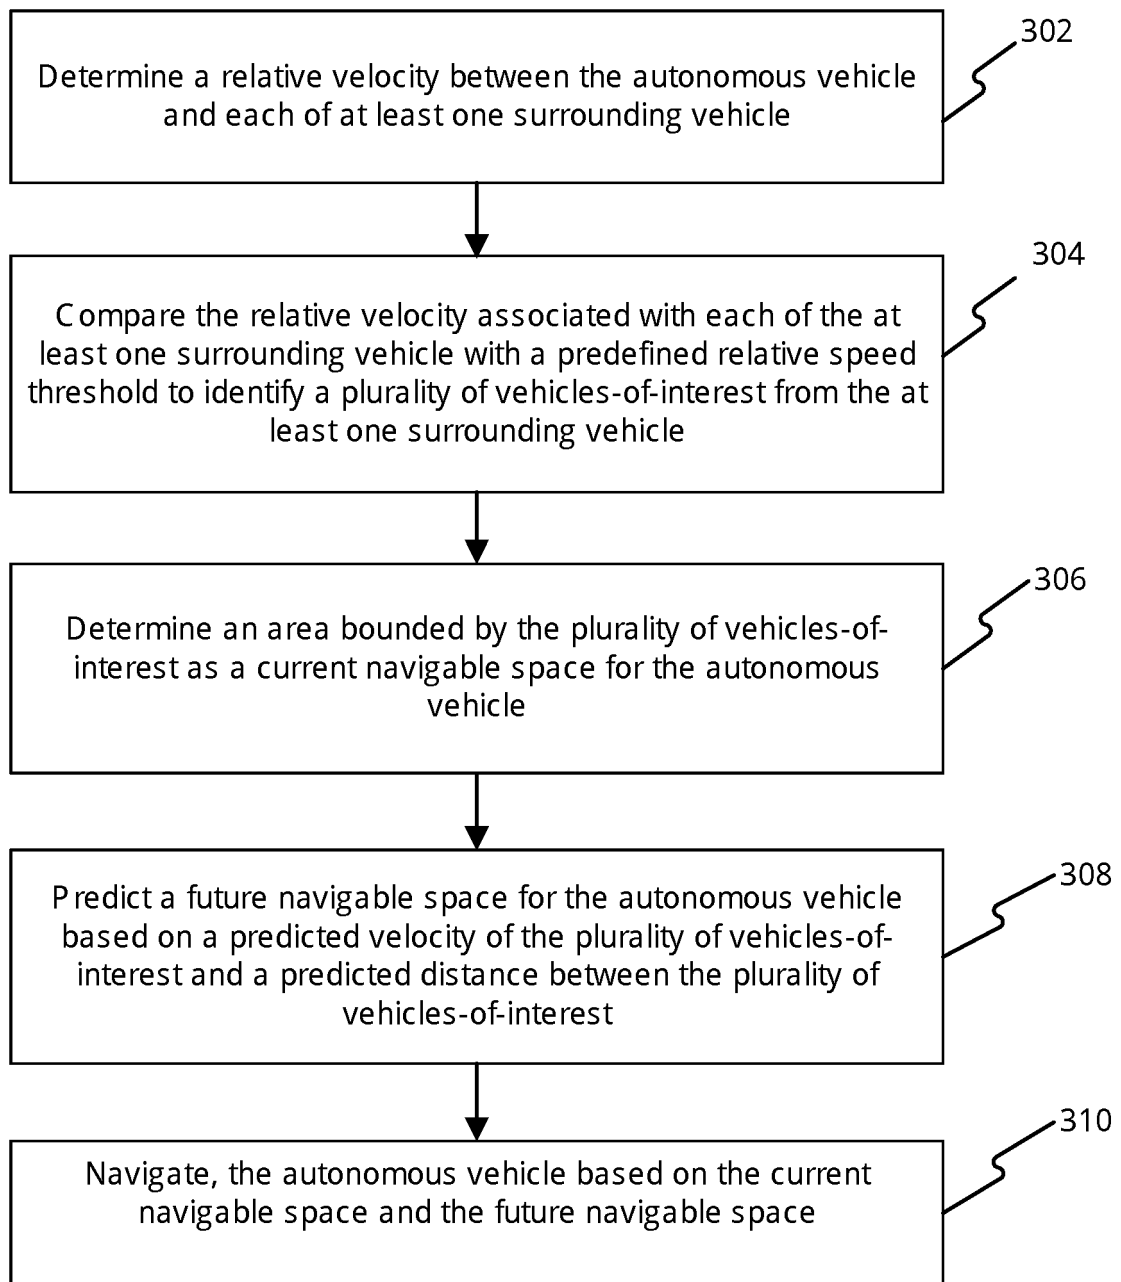 302
Determine a relative velocity between the autonomous vehicle
and each of at least one surrounding vehicle
304
Compare the relative velocity associated with each of the at
least one surrounding vehicle with a predefined relative speed
threshold to identify a plurality of vehicles-of-interest from the at
least one surrounding vehicle
306
Determine an area bounded by the plurality of vehicles-of-
interest as a current navigable space for the autonomous
vehicle
308
Predict a future navigable space for the autonomous vehicle
based on a predicted velocity of the plurality of vehicles-of-
interest and a predicted distance between the plurality of
vehicles-of-interest
310
Navigate, the autonomous vehicle based on the current
navigable space and the future navigable space